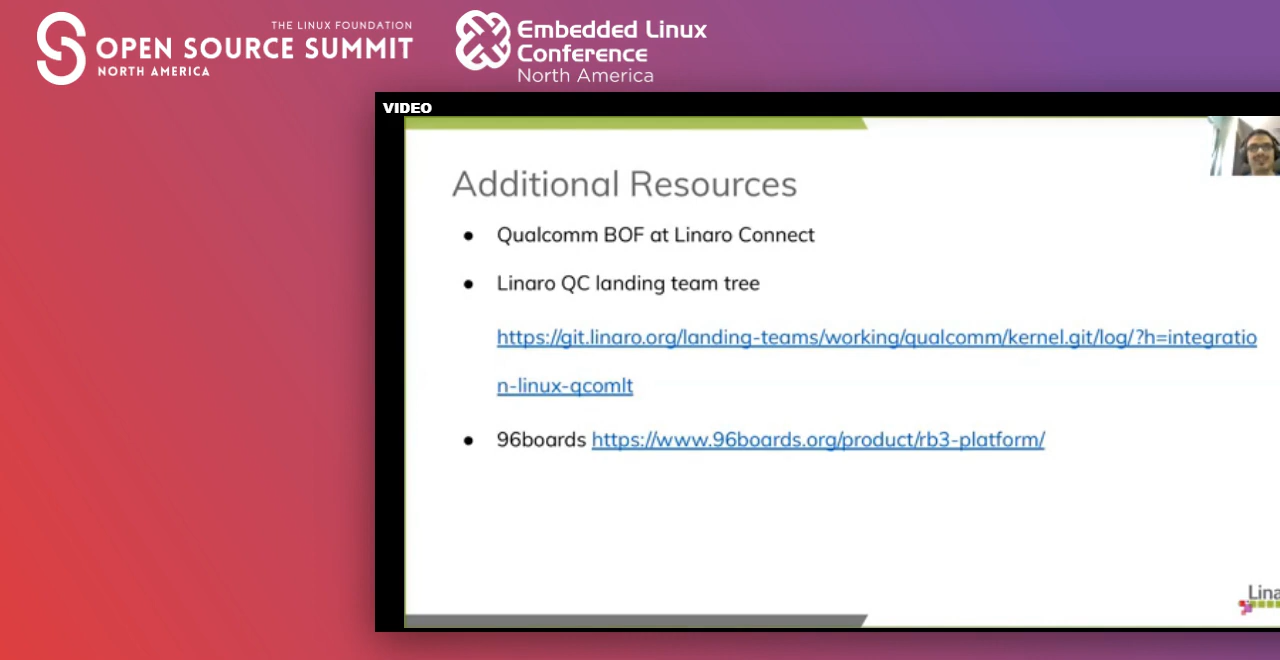 THE LINUX FOUNDATION
OPEN SOURCE SUMMIT
NORTH AMERICA
Embedded Linux
Conference
North America
VIDEO
Additional Resources
● Qualcomm BOF at Linaro Connect
● Linaro QC landing team tree
https://git.linaro.org/landing-teams/working/qualcomm/kernel.git/log/?h=integratio
n-linux-qcomlt
● 96boards https://www.96boards.org/product/rb3-platform/